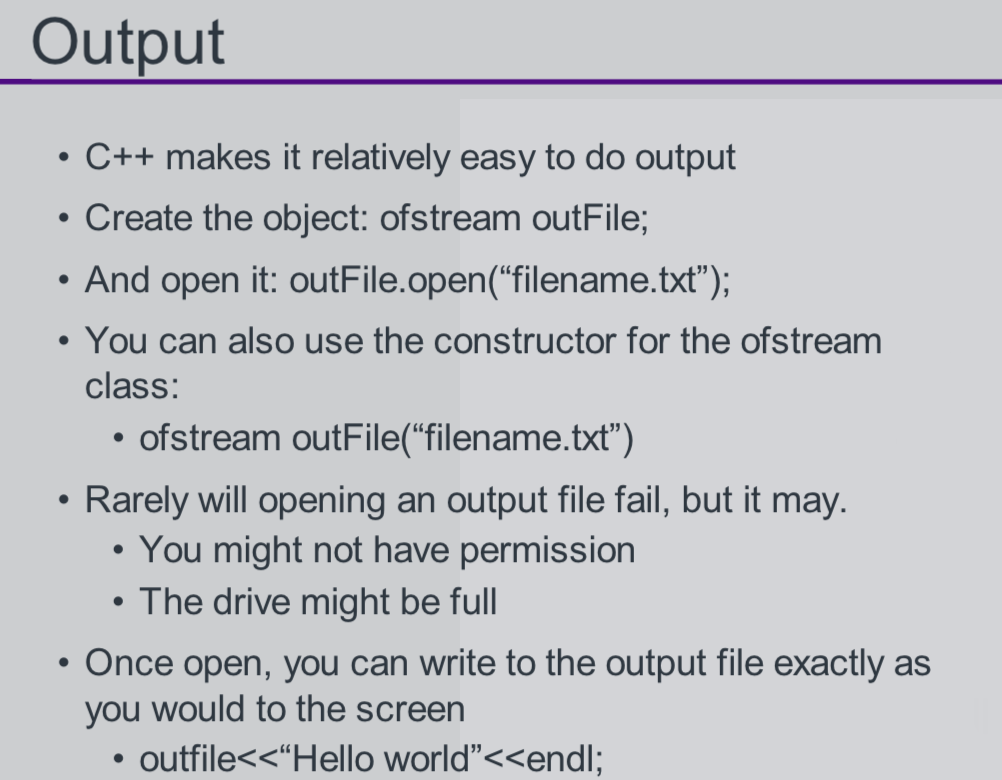 Output
• C++ makes it relatively easy to do output
• Create the object: ofstream outFile;
• And open it: outFile.open(“filename.txt”);
• You can also use the constructor for the ofstream
class:
• ofstream outFile(“filename.txt”)
• Rarely will opening an output file fail, but it may.
• You might not have permission
• The drive might be full
• Once open, you can write to the output file exactly as
you would to the screen
• outfile<<“Hello world”<<endl;